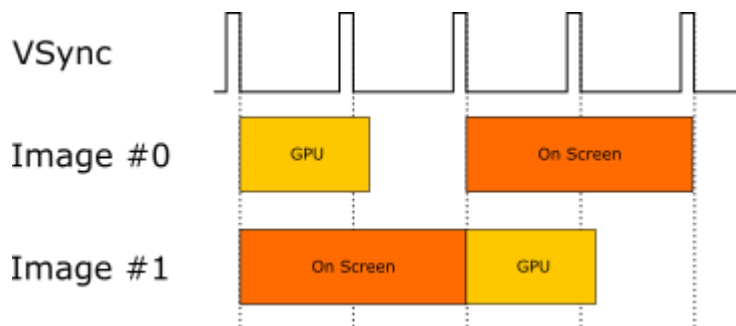 VSync
Image #0
GPU
On Screen
Image #1
On Screen
GPU